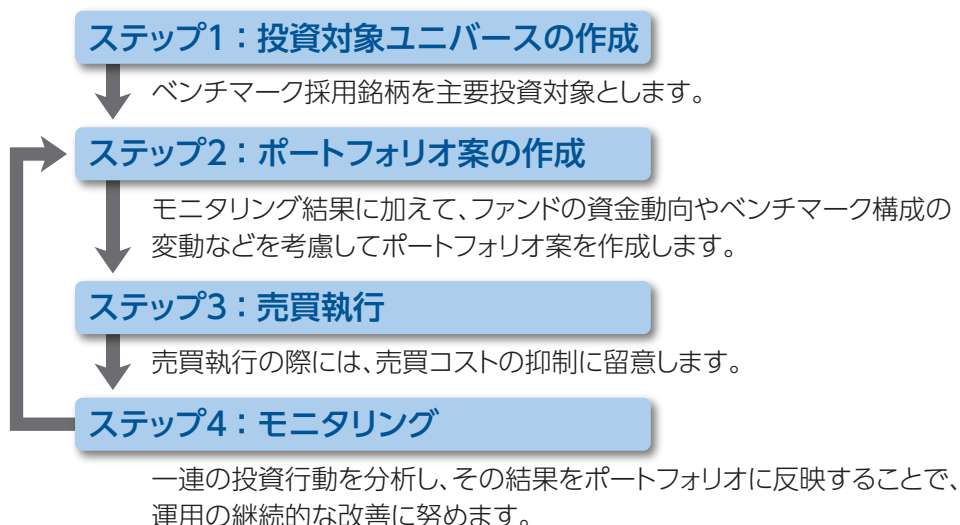 ステップ1：投資対象ユニバースの作成
ベンチマーク採用銘柄を主要投資対象とします。
ステップ2：ポートフォリオ案の作成
モニタリング結果に加えて、ファンドの資金動向やベンチマーク構成の
変動などを考慮してポートフォリオ案を作成します。
ステップ3：売買執行
売買執行の際には、売買コストの抑制に留意します。
ステップ4：モニタリング
一連の投資行動を分析し、その結果をポートフォリオに反映することで、
運用の継続的な改善に努めます。